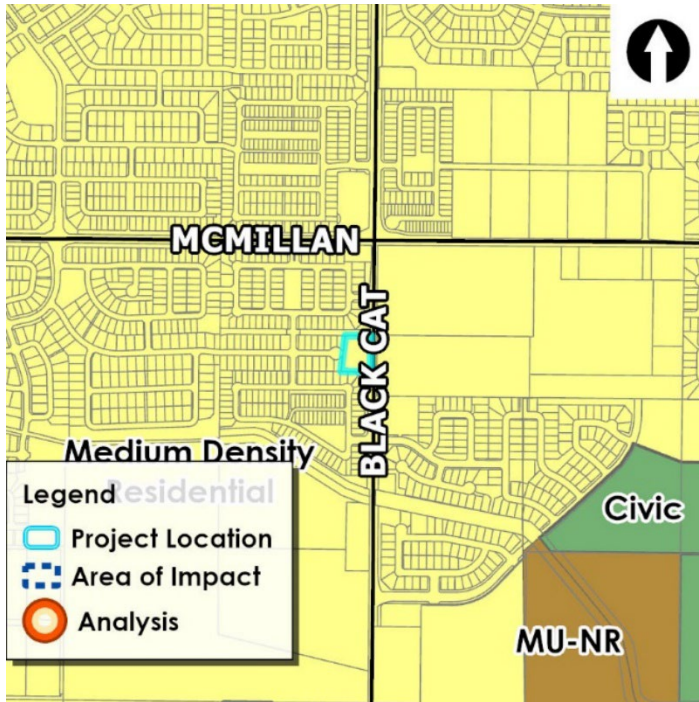 MCMILLAN
BLACK CAT
Medium Density
Residential
Legend
Project Location
Area of Impact
Analysis
Civic
MU-NR